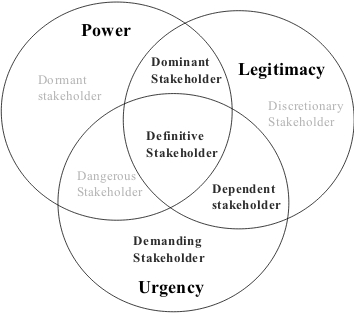 Power
Dominant
Stakeholder
Legitimacy
Dormant
stakeholder
Discretionary
Stakeholder
Definitive
Stakeholder
Dangerous
Stakeholder
Dependent
stakeholder
Demanding
Stakeholder
Urgency